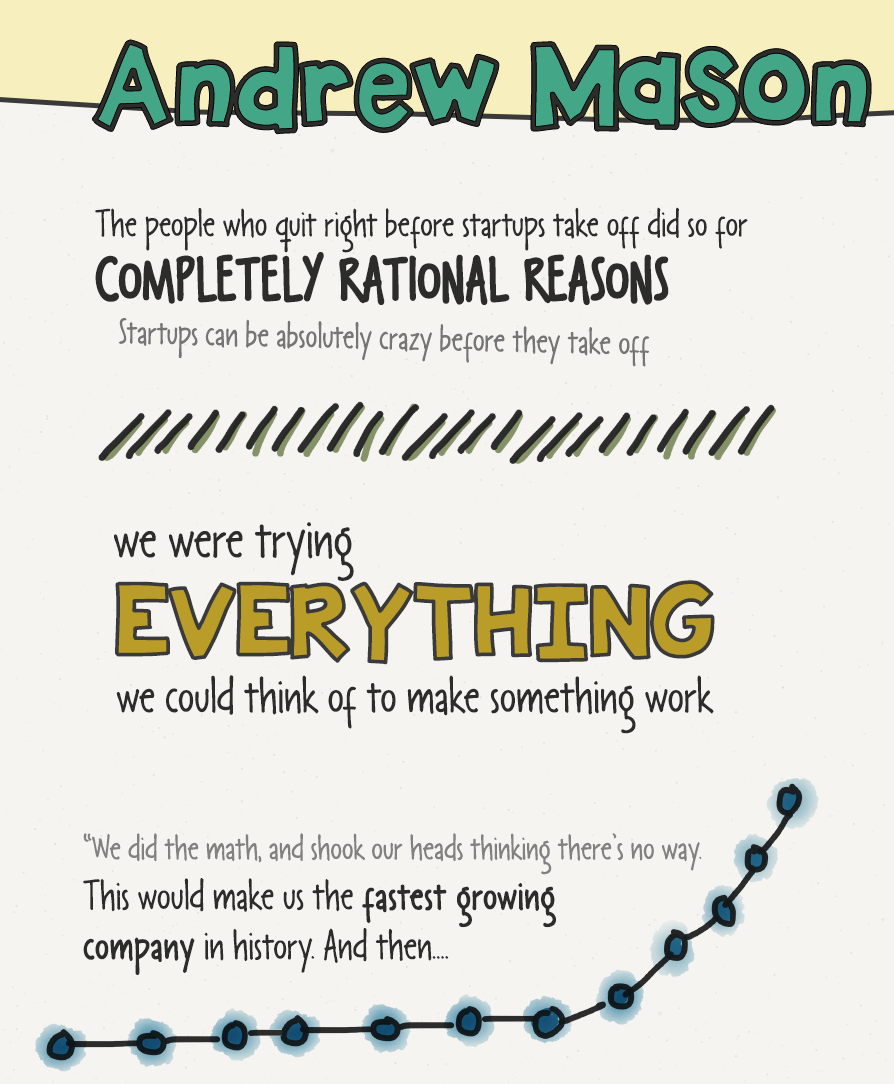 Andrew Mason
The people who quit right before startups take off did so for
COMPLETELY RATIONAL REASONS
Startups can be absolutely crazy before they take off
we were trying
EVERYTHING
we could think of to make something work
“We did the math, and shook our heads thinking there's no way.
This would make us the fastest growing
company in history. And then....